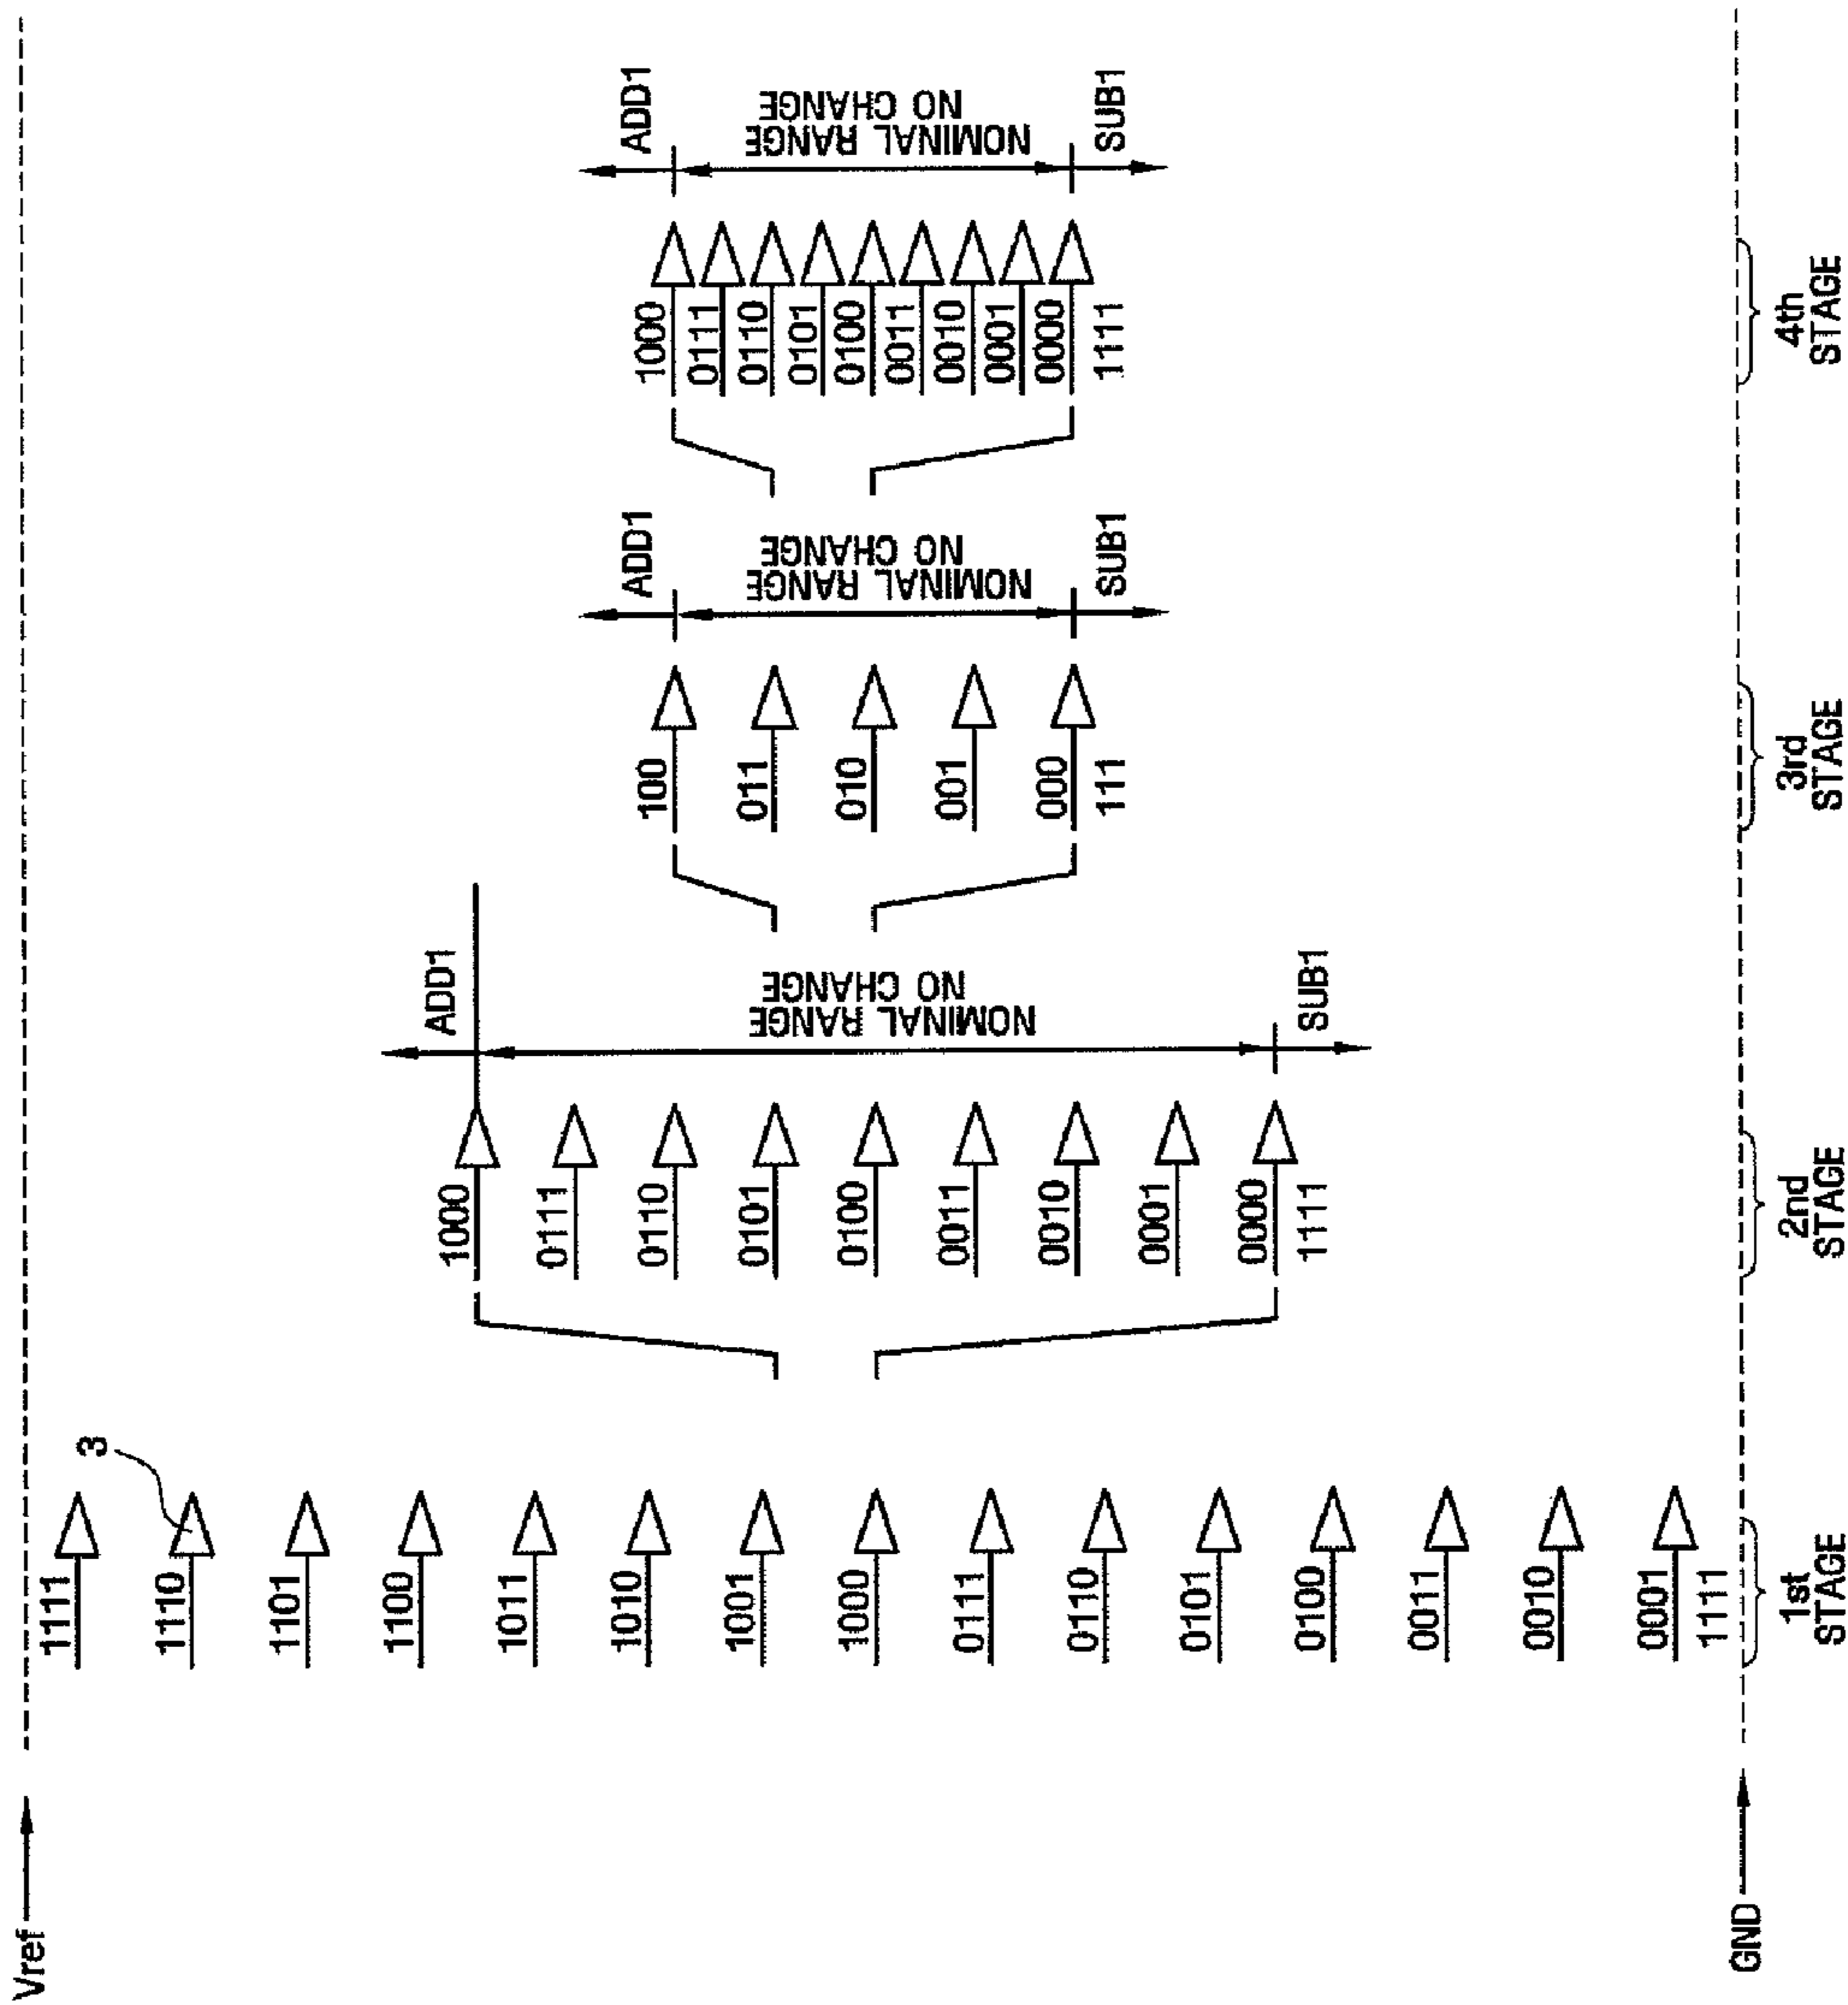 Vref
GND
3
1111
1110
1101
1100
1011
1010
1001
1000
0111
0110
0101
0100
0011
0010
0001
1111
1st
STAGE
1000
0111
0110
0101
0100
0011
0010
0001
0000
1111
ADD1
NOMINAL RANGE
NO CHANGE
SUB1
2nd
STAGE
100
011
010
001
000
111
ADD1
NOMINAL RANGE
NO CHANGE
SUB1
3rd
STAGE
1000
0111
0110
0101
0100
0011
0010
0001
0000
1111
ADD1
NOMINAL RANGE
NO CHANGE
SUB1
4th
STAGE